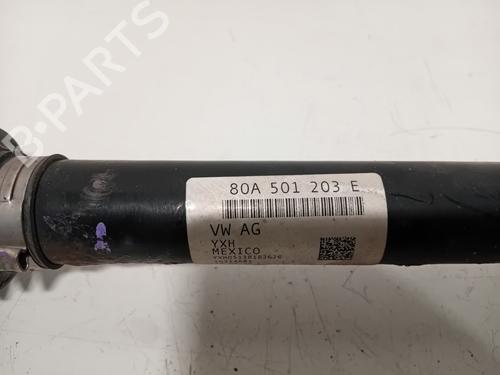 B-PARTS
80A 501 203 E
VW AG
YXH
MEXICO